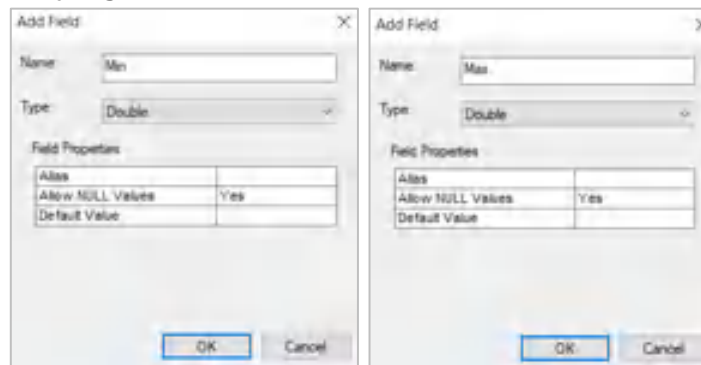 Add Field
Name: Min
Type: Double
Field Properties
Alias
Allow NULL Values Yes
Default Value
OK Cancel
Add Field
Name: Max
Type: Double
Field Properties
Alias
Allow NULL Values Yes
Default Value
OK Cancel